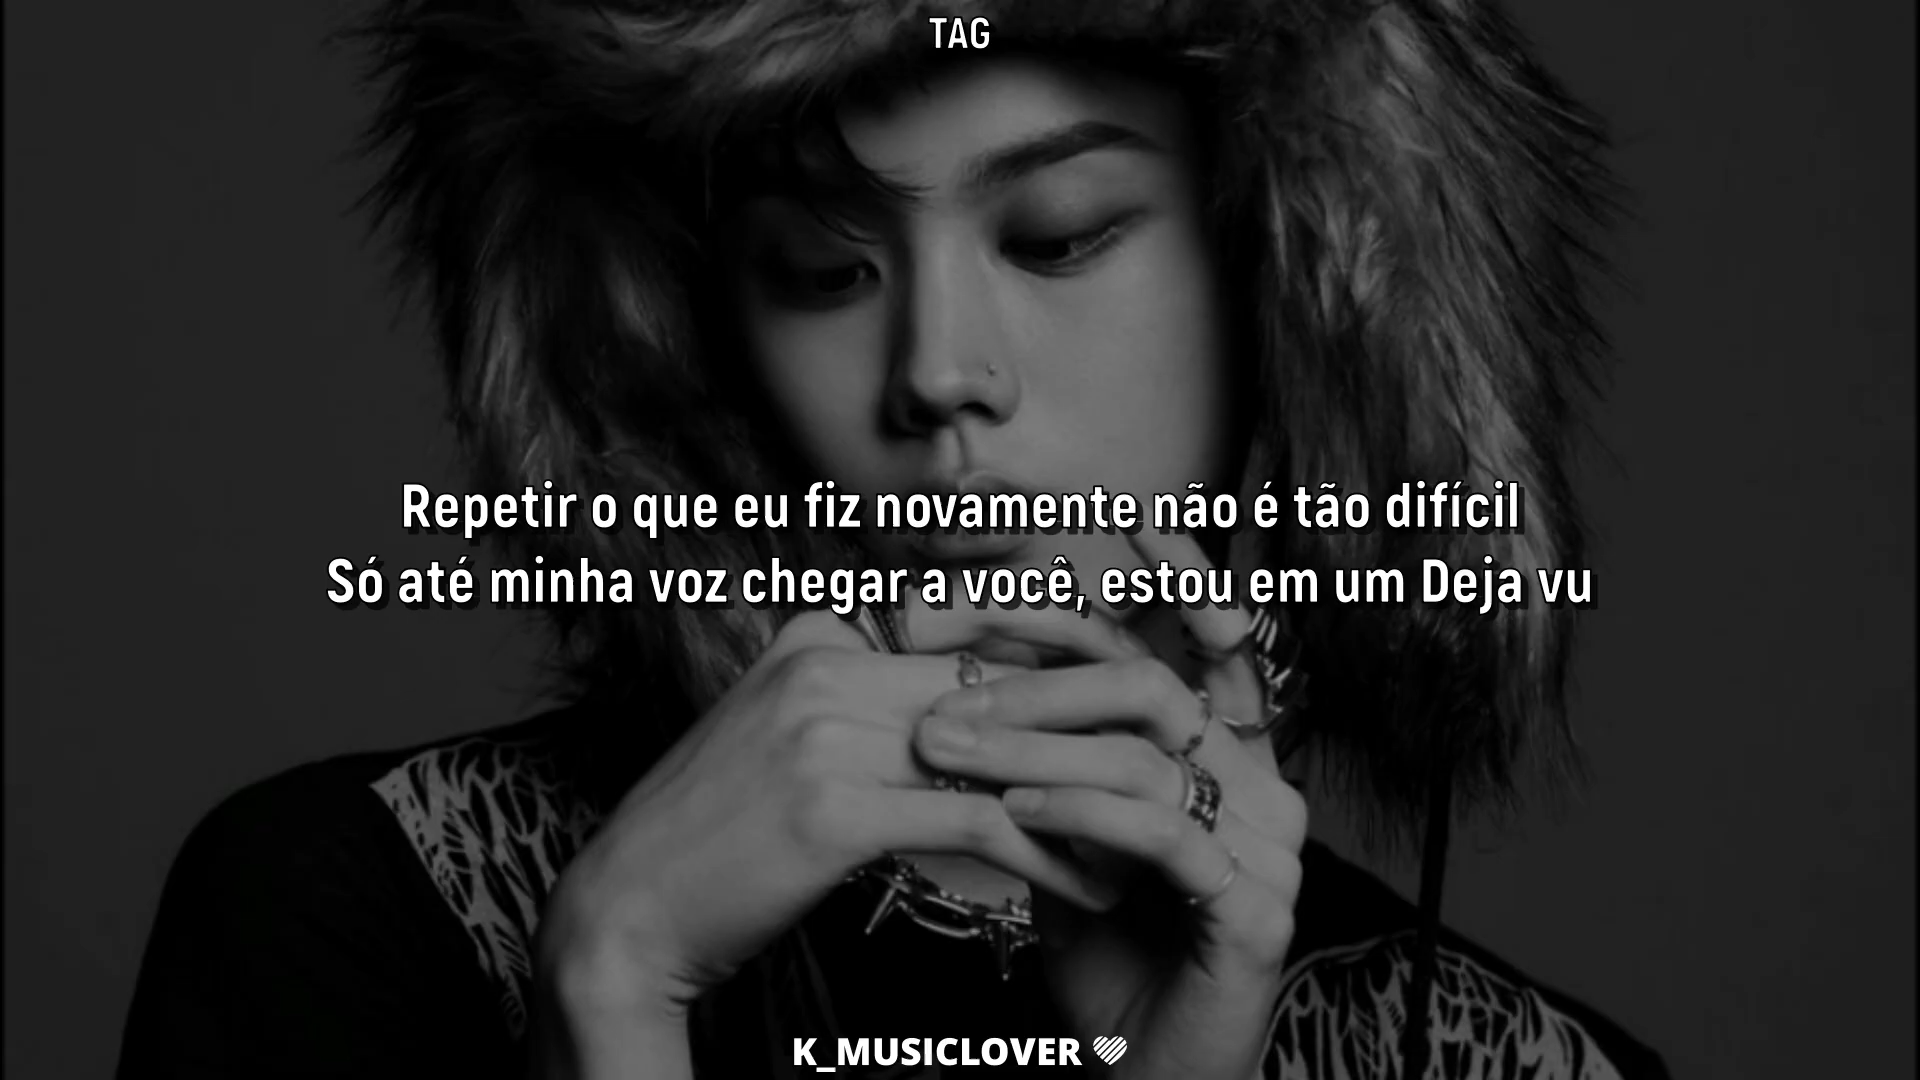 TAG
Repetir o que eu fiz novamente não é tão difícil
Só até minha voz chegar a você, estou em um Deja vu
K_MUSICLOVER